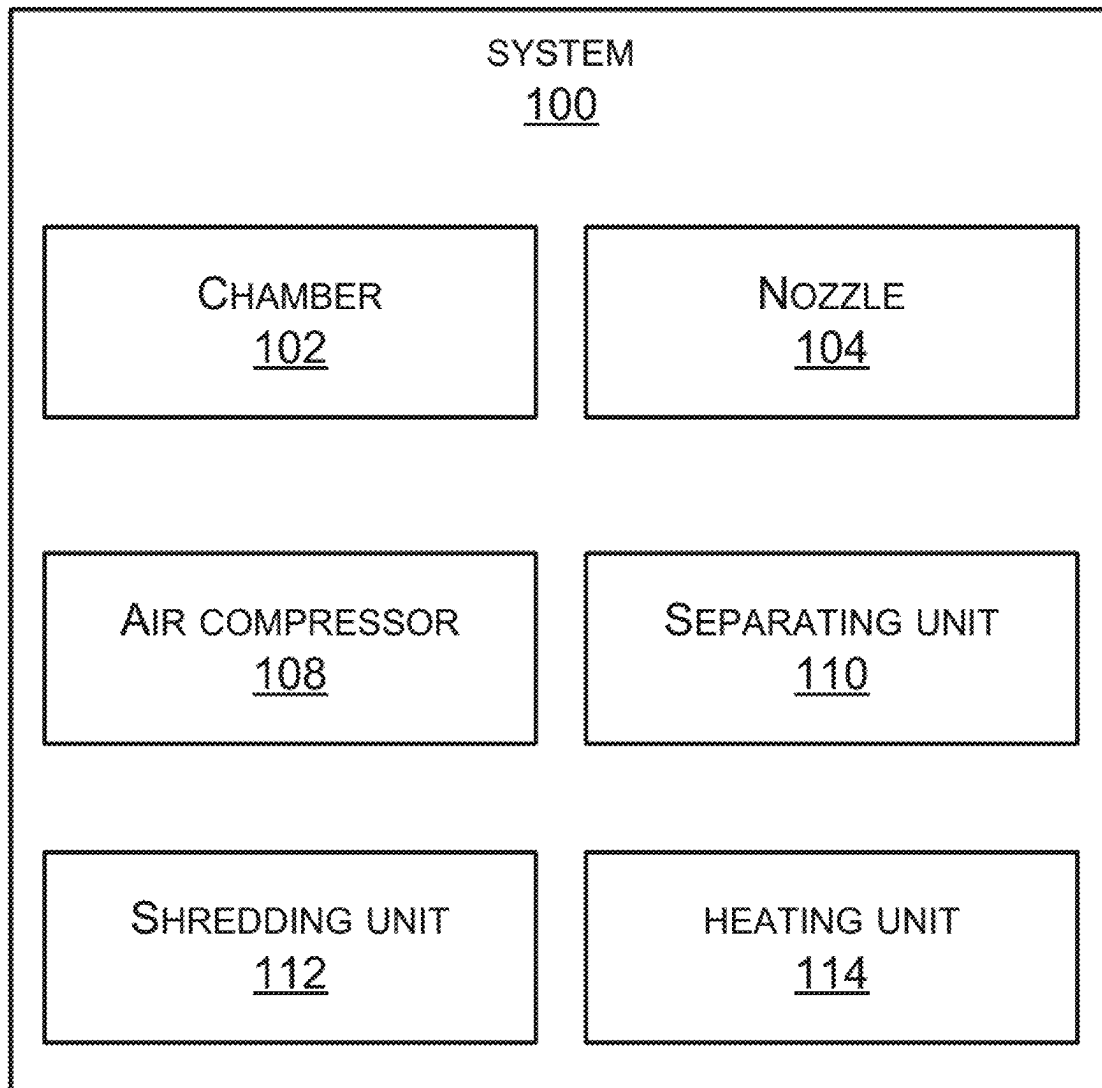 SYSTEM
100
CHAMBER
102
NOZZLE
104
AIR COMPRESSOR
108
SEPARATING UNIT
110
SHREDDING UNIT
112
HEATING UNIT
114